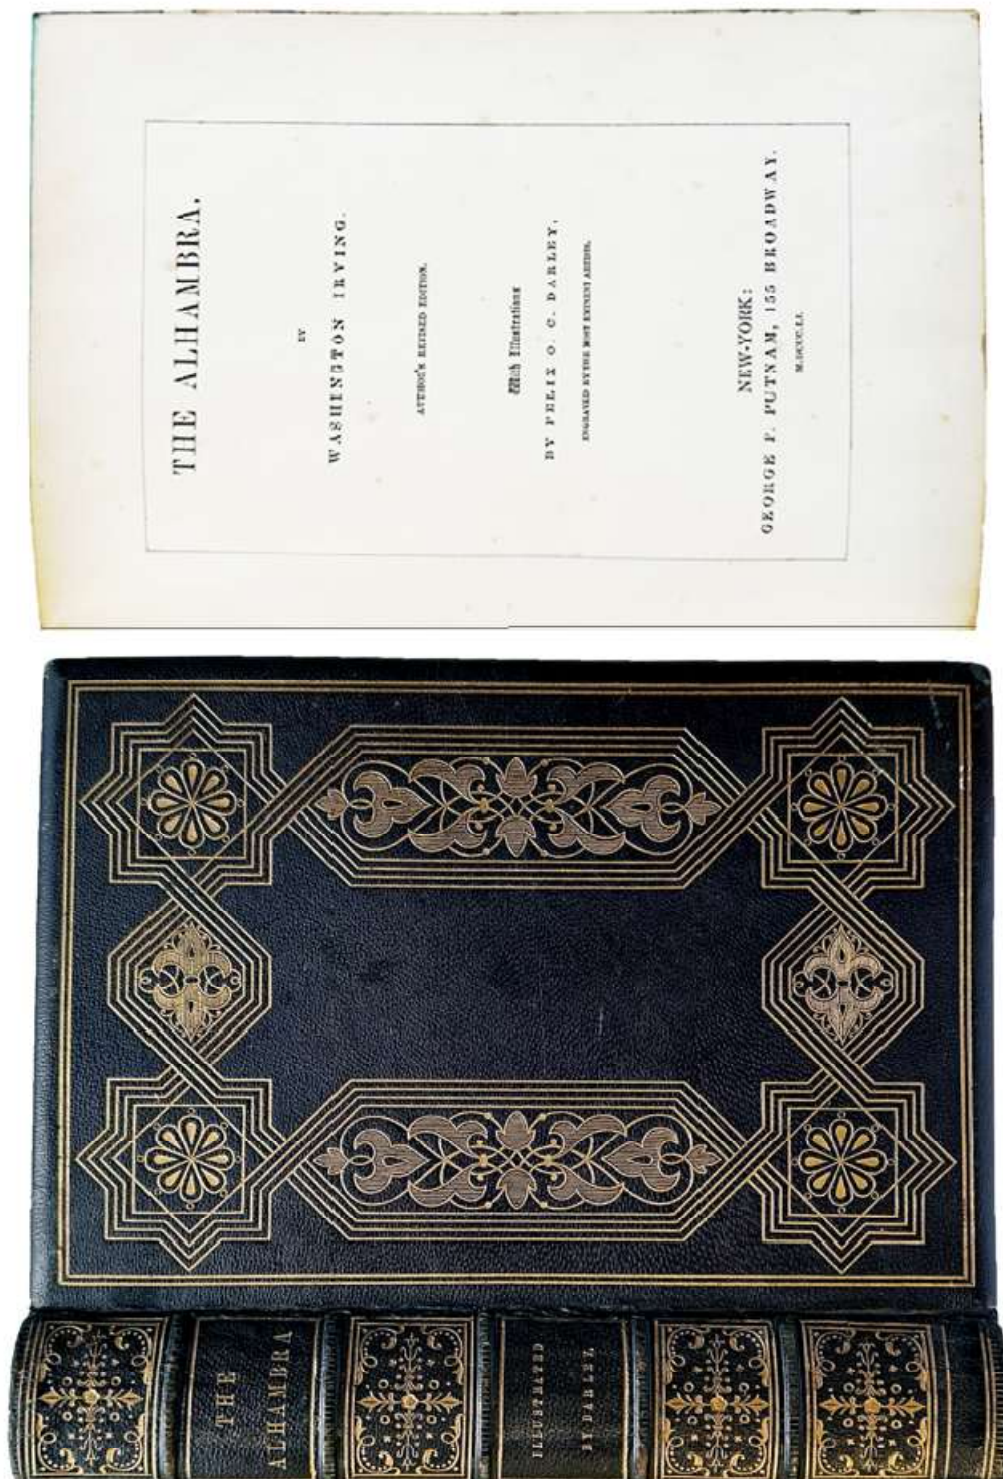 THE ALHAMBRA.
BY
WASHINGTON IRVING.
AUTHOR'S REVISED EDITION.
With Illustrations
BY FELIX O. C. DARLEY,
ENGRAVED BY THE MOST EMINENT ARTISTS.
NEW-YORK:
GEORGE P. PUTNAM, 155 BROADWAY.
M.DCCC.LI.
THE
ALHAMBRA
ILLUSTRATED
BY DARLEY